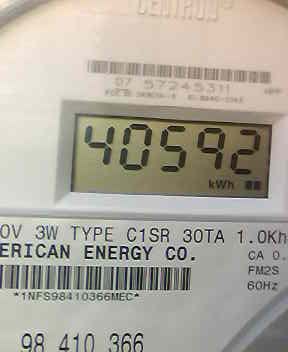 CENTRON
07 57245311
40592
kWh
0V 3W TYPE C1SR 30TA 1.0Kh
ERICAN ENERGY CO. CA 0.
FM2S
*1NFS98410366MEC* 60Hz
98 410 366